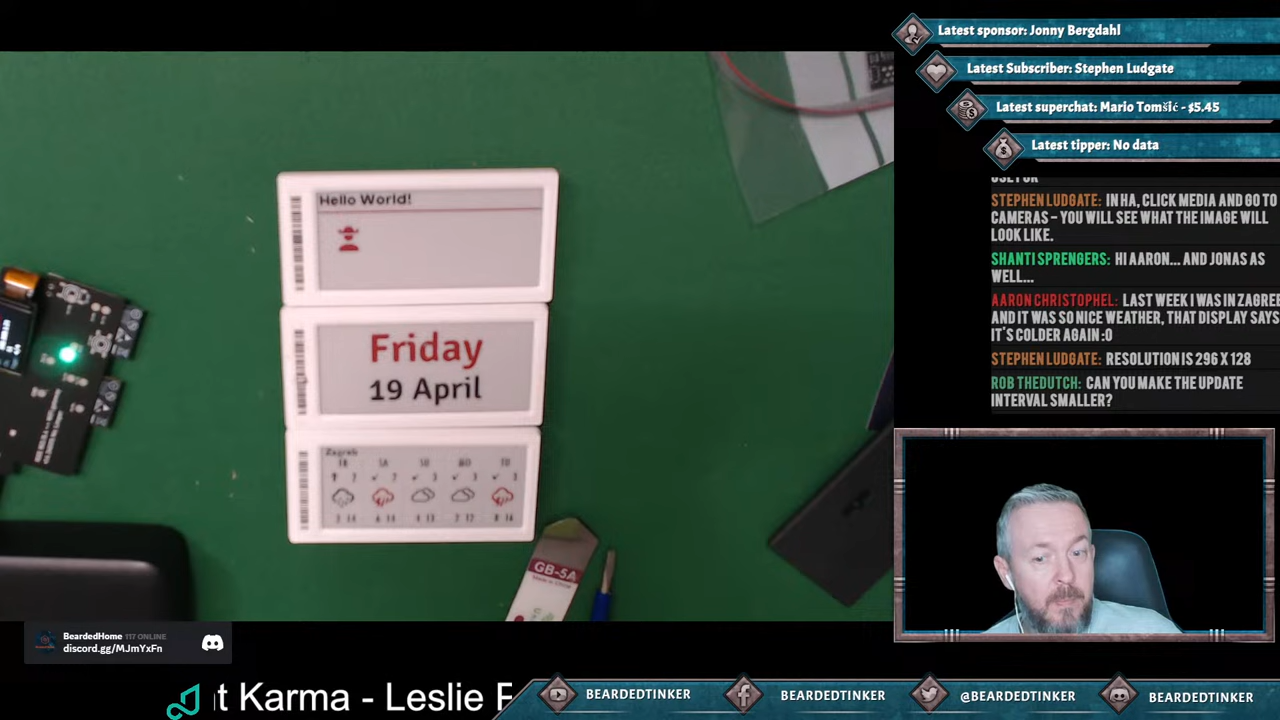 Latest sponsor: Jonny Bergdahl
Latest Subscriber: Stephen Ludgate
Latest superchat: Mario Tomšić - $5.45
Latest tipper: No data
STEPHEN LUDGATE: IN HA, CLICK MEDIA AND GO TO
CAMERAS - YOU WILL SEE WHAT THE IMAGE WILL
LOOK LIKE.
SHANTI SPRENGERS: HI AARON... AND JONAS AS
WELL...
AARON CHRISTOPHEL: LAST WEEK I WAS IN ZAGREB
AND IT WAS SO NICE WEATHER, THAT DISPLAY SAYS
IT'S COLDER AGAIN :O
STEPHEN LUDGATE: RESOLUTION IS 296 X 128
ROB THEDUTCH: CAN YOU MAKE THE UPDATE
INTERVAL SMALLER?
Hello World!
Friday
19 April
Zagreb
GB-5A
BeardedHome 117 ONLINE
discord.gg/MJmYxFn
t Karma - Leslie
BEARDEDTINKER
BEARDEDTINKER
@BEARDEDTINKER
BEARDEDTINKER